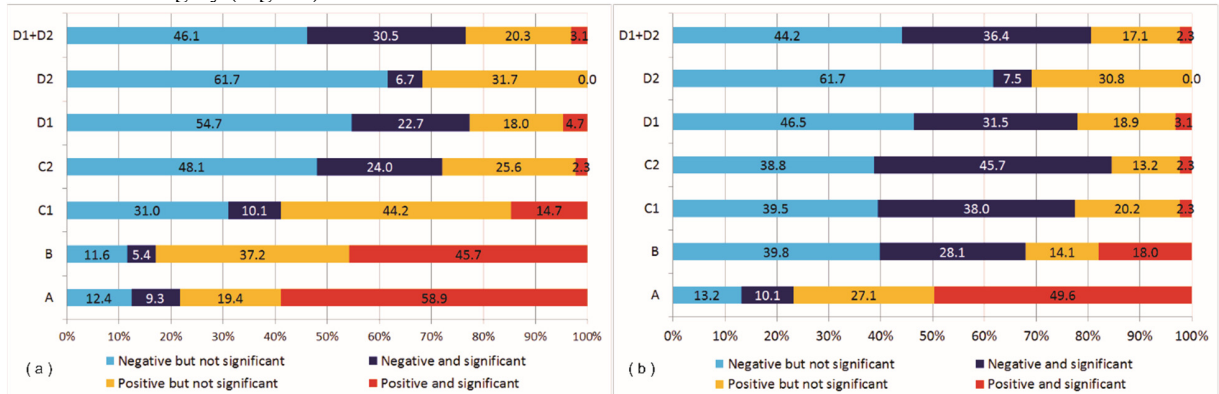 D1+D2 46.1 30.5 20.3 3.1
D2 61.7 6.7 31.7 0.0
D1 54.7 22.7 18.0 4.7
C2 48.1 24.0 25.6 2.3
C1 31.0 10.1 44.2 14.7
B 11.6 5.4 37.2 45.7
A 12.4 9.3 19.4 58.9
0% 10% 20% 30% 40% 50% 60% 70% 80% 90% 100%
Negative but not significant Negative and significant
( a )
Positive but not significant Positive and significant
D1+D2 44.2 36.4 17.1 2.3
D2 61.7 7.5 30.8 0.0
D1 46.5 31.5 18.9 3.1
C2 38.8 45.7 13.2 2.3
C1 39.5 38.0 20.2 2.3
B 39.8 28.1 14.1 18.0
A 13.2 10.1 27.1 49.6
0% 10% 20% 30% 40% 50% 60% 70% 80% 90% 100%
Negative but not significant Negative and significant
( b )
Positive but not significant Positive and significant